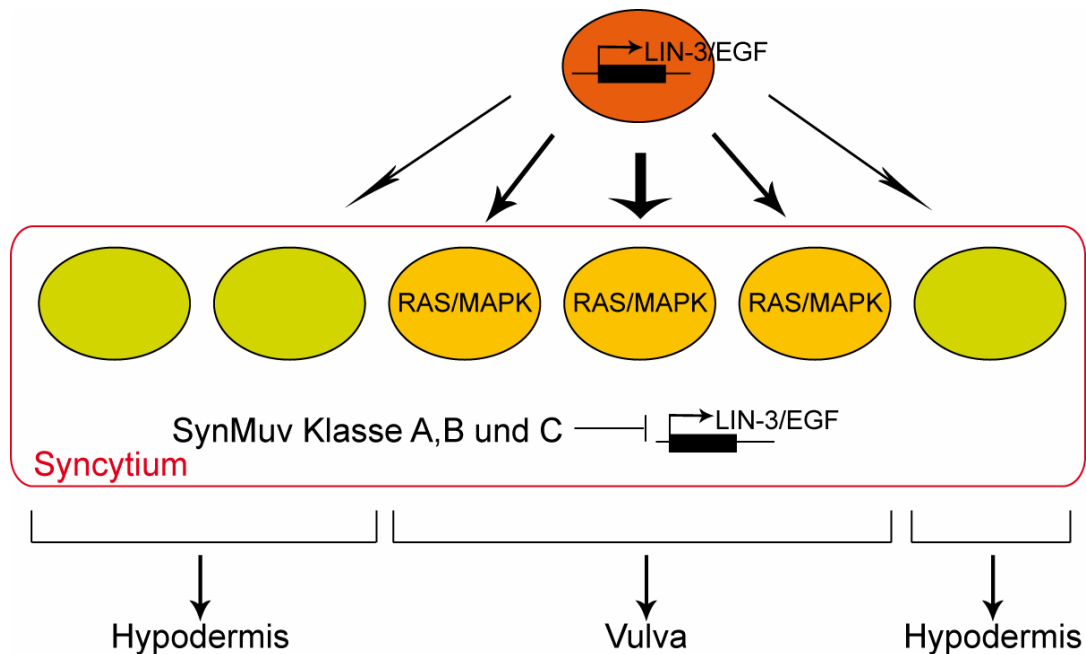 LIN-3/EGF
RAS/MAPK RAS/MAPK RAS/MAPK
SynMuv Klasse A,B und C LIN-3/EGF
Syncytium
Hypodermis Vulva Hypodermis